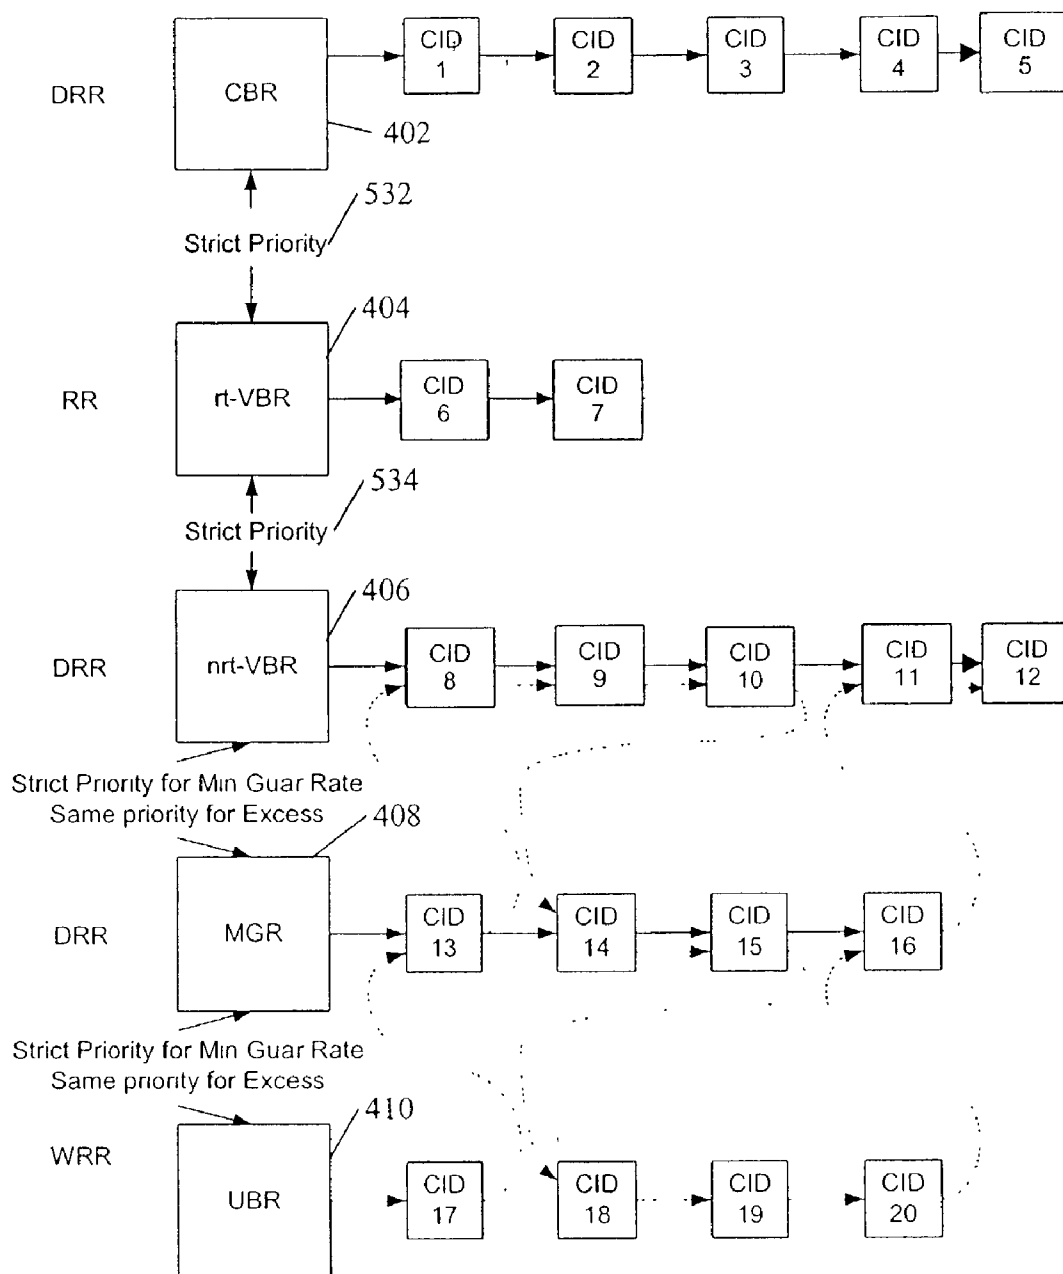 CID
1
CID
2
CID
3
CID
4
CID
5
DRR
CBR
402
532
Strict Priority
404
RR
rt-VBR
CID
6
CID
7
534
Strict Priority
406
DRR
nrt-VBR
CID
8
CID
9
CID
10
CID
11
CID
12
Strict Priority for Min Guar Rate
Same priority for Excess
408
DRR
MGR
CID
13
CID
14
CID
15
CID
16
Strict Priority for Min Guar Rate
Same priority for Excess
410
WRR
UBR
CID
17
CID
18
CID
19
CID
20